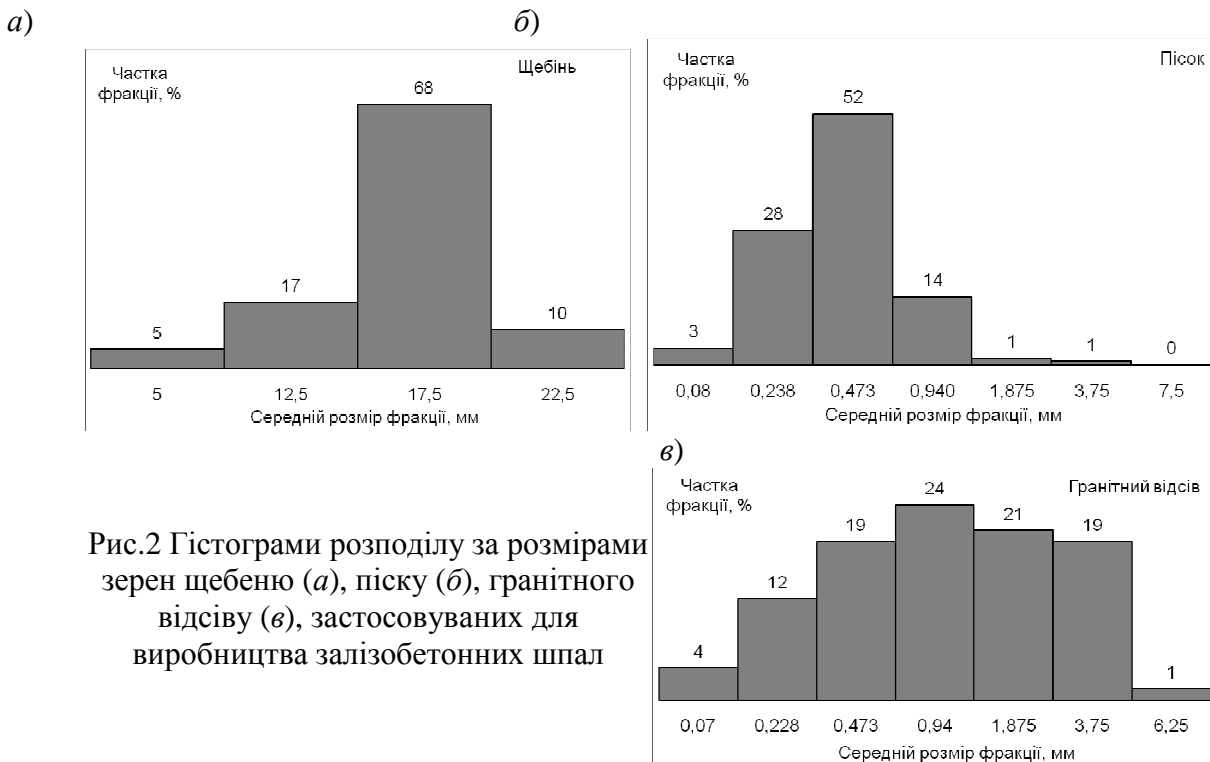 а)
Частка
фракції, %
Щебінь
5
17
68
10
5 12,5 17,5 22,5
Середній розмір фракції, мм
б)
Частка
фракції, %
Пісок
3
28
52
14
1
1
0
0,08 0,238 0,473 0,940 1,875 3,75 7,5
Середній розмір фракції, мм
в)
Частка
фракції, %
Гранітний відсів
4
12
19
24
21
19
1
0,07 0,228 0,473 0,94 1,875 3,75 6,25
Середній розмір фракції, мм
Рис.2 Гістограми розподілу за розмірами
зерен щебеню (а), піску (б), гранітного
відсіву (в), застосовуваних для
виробництва залізобетонних шпал